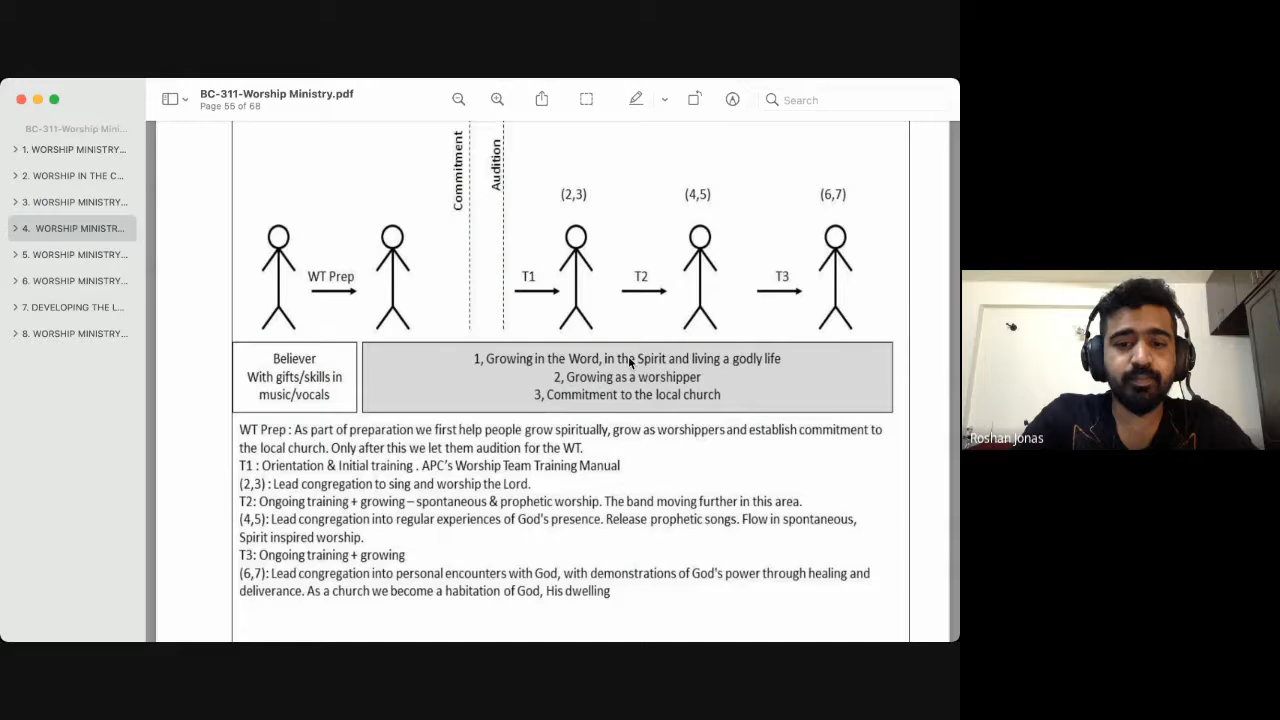 BC-311-Worship Ministry.pdf
Page 55 of 68
Search
BC-311-Worship Mini...
1. WORSHIP MINISTRY...
2. WORSHIP IN THE C...
3. WORSHIP MINISTRY...
4. WORSHIP MINISTR...
5. WORSHIP MINISTRY...
6. WORSHIP MINISTRY...
7. DEVELOPING THE L...
8. WORSHIP MINISTRY...
Commitment
Audition
(2,3)
(4,5)
(6,7)
WT Prep
T1
T2
T3
Believer
With gifts/skills in
music/vocals
1, Growing in the Word, in the Spirit and living a godly life
2, Growing as a worshipper
3, Commitment to the local church
WT Prep : As part of preparation we first help people grow spiritually, grow as worshippers and establish commitment to
the local church. Only after this we let them audition for the WT.
T1 : Orientation & Initial training . APC's Worship Team Training Manual
(2,3) : Lead congregation to sing and worship the Lord.
T2: Ongoing training + growing – spontaneous & prophetic worship. The band moving further in this area.
(4,5): Lead congregation into regular experiences of God's presence. Release prophetic songs. Flow in spontaneous,
Spirit inspired worship.
T3: Ongoing training + growing
(6,7): Lead congregation into personal encounters with God, with demonstrations of God's power through healing and
deliverance. As a church we become a habitation of God, His dwelling
Roshan Jonas